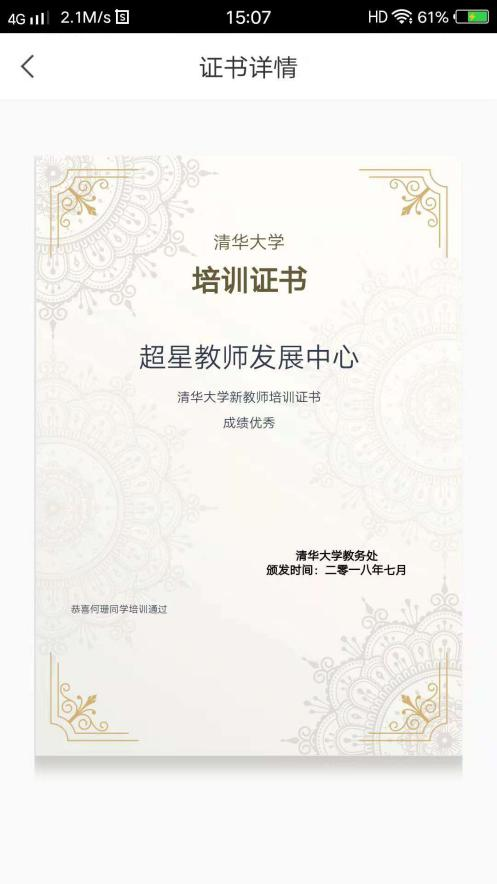 4G 2.1M/s S 15:07 HD 61%
证书详情
清华大学
培训证书
超星教师发展中心
清华大学新教师培训证书
成绩优秀
清华大学教务处
颁发时间：二零一八年七月
恭喜何珊同学培训通过